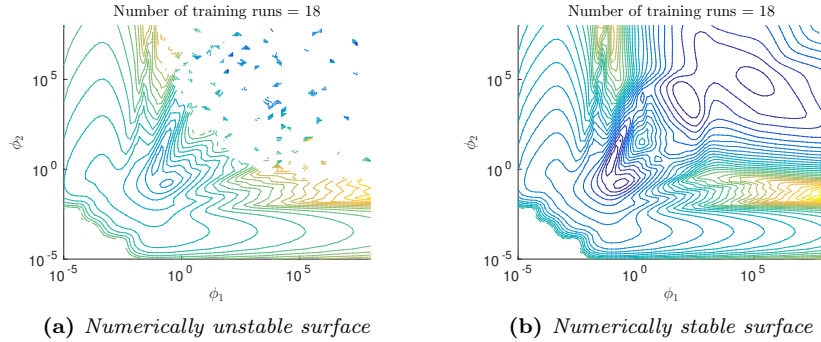 Number of training runs = 18
10^5
10^0
10^-5
ϕ2
10^-5
10^0
10^5
ϕ1
(a) Numerically unstable surface
Number of training runs = 18
10^5
10^0
10^-5
ϕ2
10^-5
10^0
10^5
ϕ1
(b) Numerically stable surface